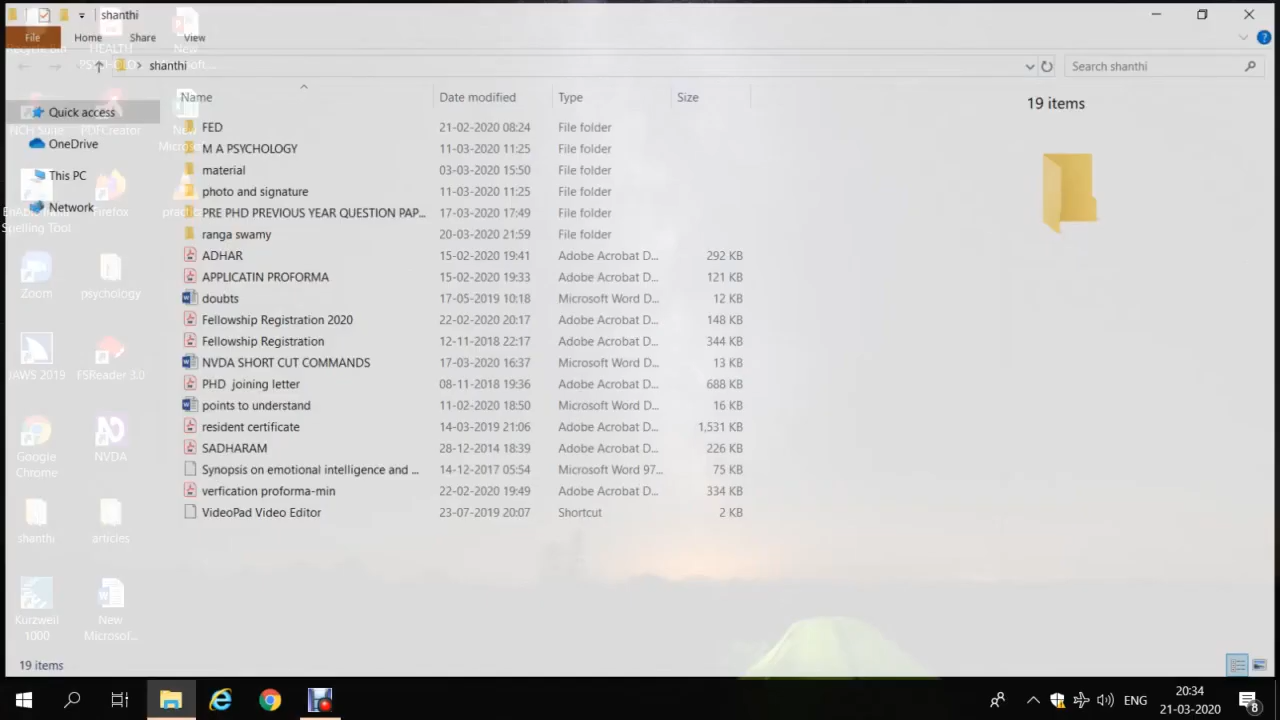 shanthi
File Home Share View
shanthi
Search shanthi
Quick access
OneDrive
This PC
Network
Name Date modified Type Size
FED 21-02-2020 08:24 File folder
M A PSYCHOLOGY 11-03-2020 11:25 File folder
material 03-03-2020 15:50 File folder
photo and signature 11-03-2020 11:25 File folder
PRE PHD PREVIOUS YEAR QUESTION PAP... 17-03-2020 17:49 File folder
ranga swamy 20-03-2020 21:59 File folder
ADHAR 15-02-2020 19:41 Adobe Acrobat D... 292 KB
APPLICATIN PROFORMA 15-02-2020 19:33 Adobe Acrobat D... 121 KB
doubts 17-05-2019 10:18 Microsoft Word D... 12 KB
Fellowship Registration 2020 22-02-2020 20:17 Adobe Acrobat D... 148 KB
Fellowship Registration 12-11-2018 22:17 Adobe Acrobat D... 344 KB
NVDA SHORT CUT COMMANDS 17-03-2020 16:37 Microsoft Word D... 13 KB
PHD joining letter 08-11-2018 19:36 Adobe Acrobat D... 688 KB
points to understand 11-02-2020 18:50 Microsoft Word D... 16 KB
resident certificate 14-03-2019 21:06 Adobe Acrobat D... 1,531 KB
SADHARAM 28-12-2014 18:39 Adobe Acrobat D... 226 KB
Synopsis on emotional intelligence and ... 14-12-2017 05:54 Microsoft Word 97... 75 KB
verfication proforma-min 22-02-2020 19:49 Adobe Acrobat D... 334 KB
VideoPad Video Editor 23-07-2019 20:07 Shortcut 2 KB
19 items
Recycle Bin
HEALTH
New
NCH Suite
PDFCreator
New
Firefox
Spelling Tool
Zoom
psychology
JAWS 2019
FSReader 3.0
Google
Chrome
NVDA
shanthi
articles
Kurzweil
1000
New
Microsof...
19 items
ENG
20:34
21-03-2020
8